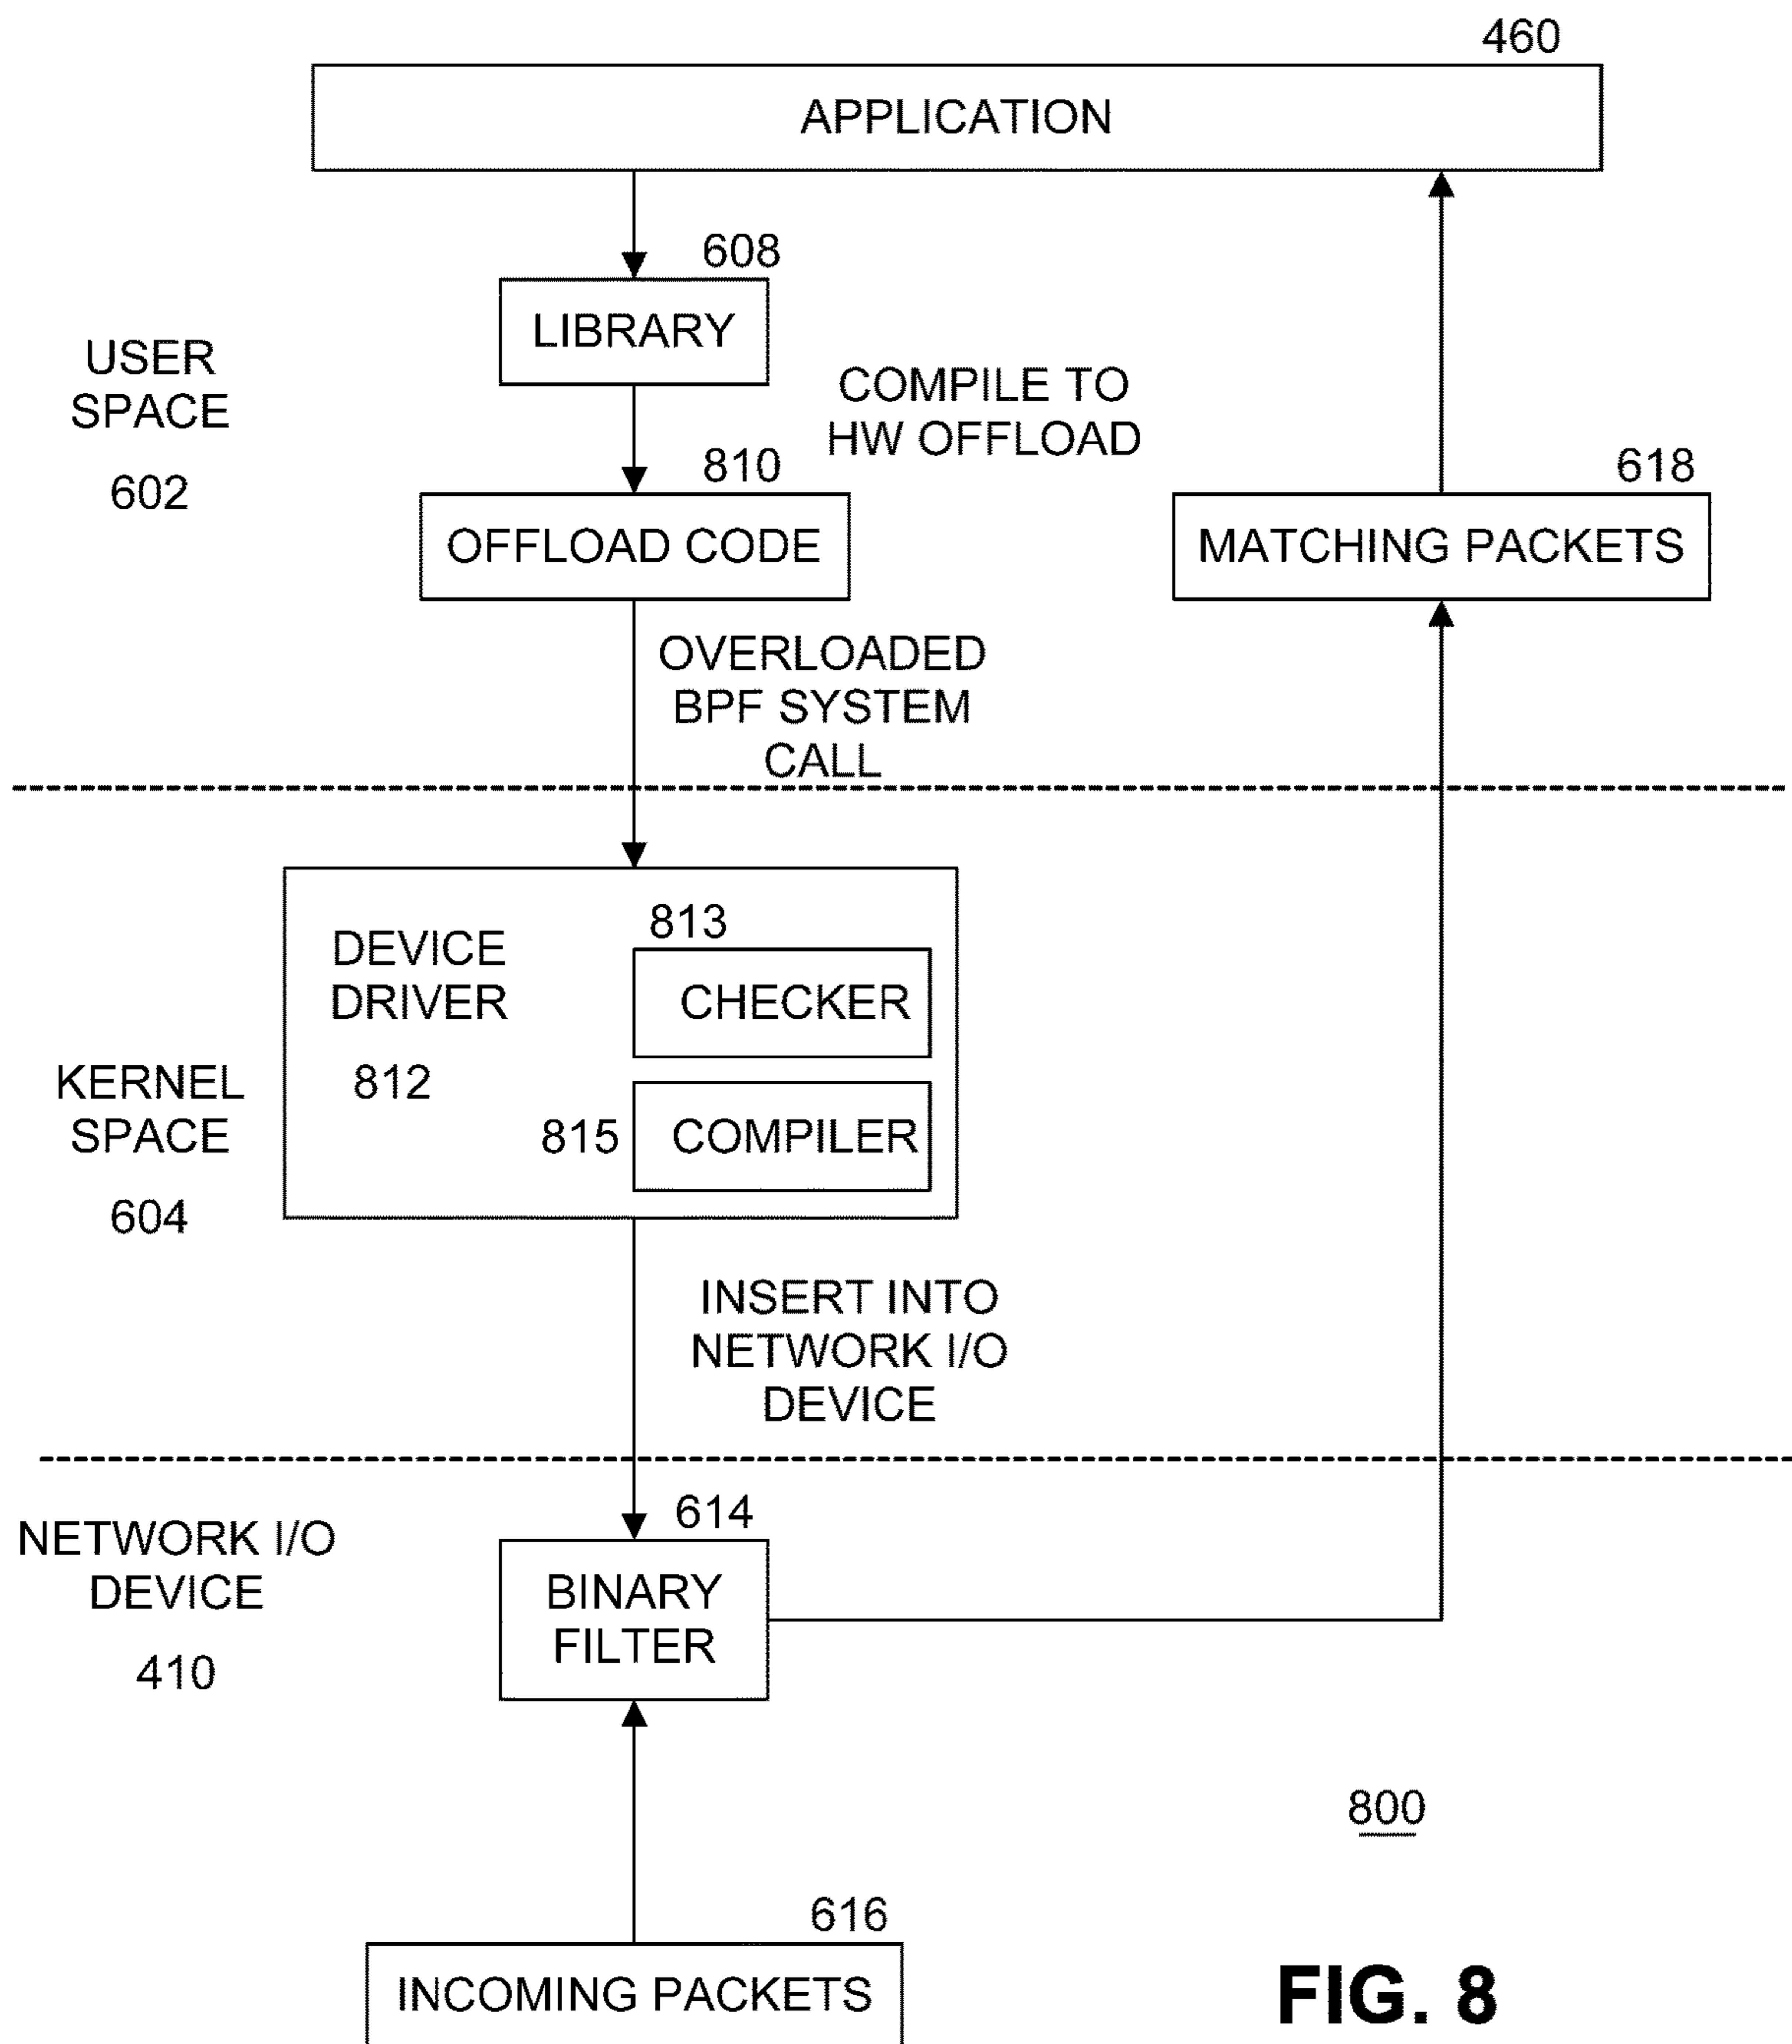 460
APPLICATION
608
LIBRARY
USER
SPACE
602
COMPILE TO
HW OFFLOAD
810
OFFLOAD CODE
618
MATCHING PACKETS
OVERLOADED
BPF SYSTEM
CALL
DEVICE
DRIVER
812
813
CHECKER
815
COMPILER
KERNEL
SPACE
604
INSERT INTO
NETWORK I/O
DEVICE
NETWORK I/O
DEVICE
410
614
BINARY
FILTER
800
616
INCOMING PACKETS
FIG. 8